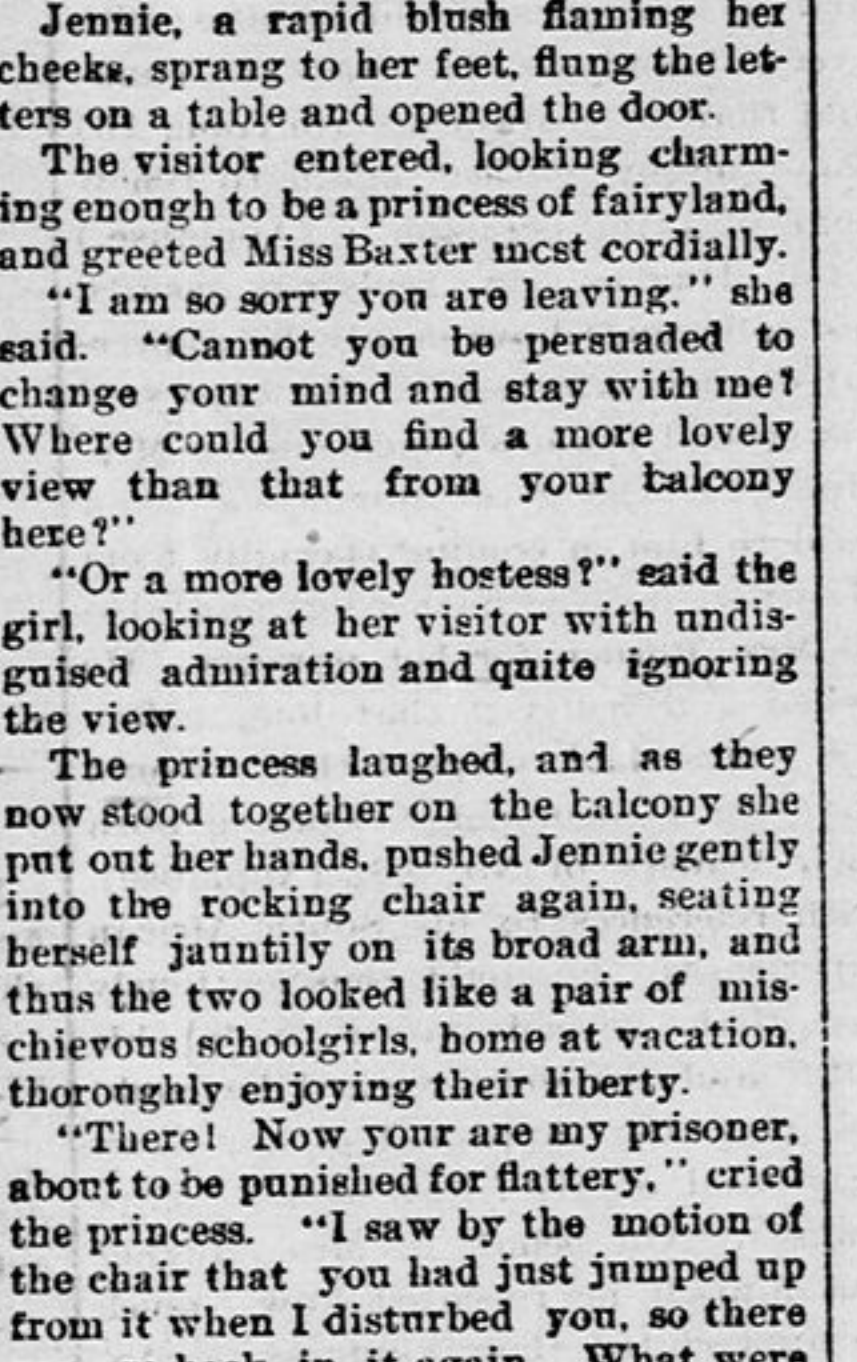 Jennie, a rapid blush flaming her
cheeks, sprang to her feet, flung the let-
ters on a table and opened the door.
The visitor entered, looking charm-
ing enough to be a princess of fairyland,
and greeted Miss Baxter most cordially.
"I am so sorry you are leaving," she
said. "Cannot you be persuaded to
change your mind and stay with me?
Where could you find a more lovely
view than that from your balcony
here?"
"Or a more lovely hostess?" said the
girl, looking at her visitor with undis-
guised admiration and quite ignoring
the view.
The princess laughed, and as they
now stood together on the balcony she
put out her hands, pushed Jennie gently
into the rocking chair again, seating
herself jauntily on its broad arm, and
thus the two looked like a pair of mis-
chievous schoolgirls, home at vacation,
thoroughly enjoying their liberty.
"There! Now your are my prisoner,
about to be punished for flattery," cried
the princess. "I saw by the motion of
the chair that you had just jumped up
from it when I disturbed you, so there
back in it again. What were